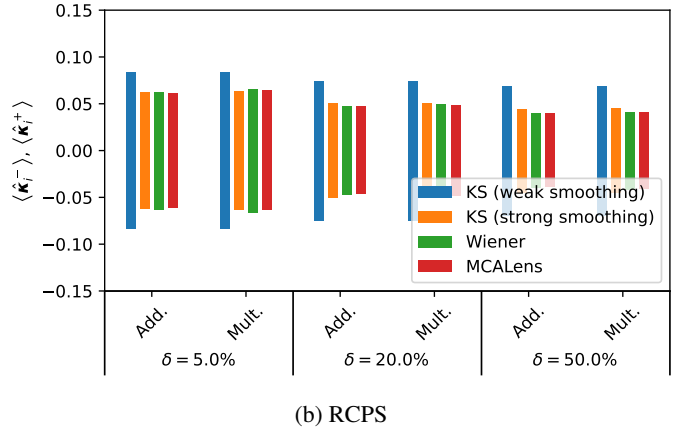 0.15
0.10
0.05
0.00
−0.05
−0.10
−0.15
⟨κ̂ᵢ⁻⟩, ⟨κ̂ᵢ⁺⟩
KS (weak smoothing)
KS (strong smoothing)
Wiener
MCALens
Add. Mult. Add. Mult. Add. Mult.
δ = 5.0% δ = 20.0% δ = 50.0%
(b) RCPS